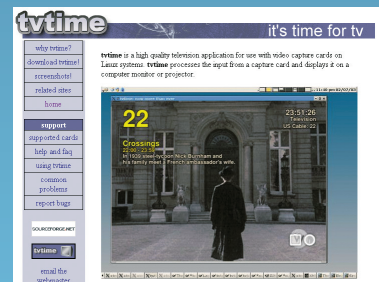 tvtime
it's time for tv
why tvtime?
download tvtime!
screenshots!
related sites
home
support
supported cards
help and faq
using tvtime
common
problems
report bugs
SOURCEFORGE.NET
tvtime
email the
webmaster
tvtime is a high quality television application for use with video capture cards on
Linux systems. tvtime processes the input from a capture card and displays it on a
computer monitor or projector.
22
23:51:26
Television
US Cable: 22
Crossings
In 1939 steel-tycoon Nick Burnham and
his family meet a French ambassador's wife.